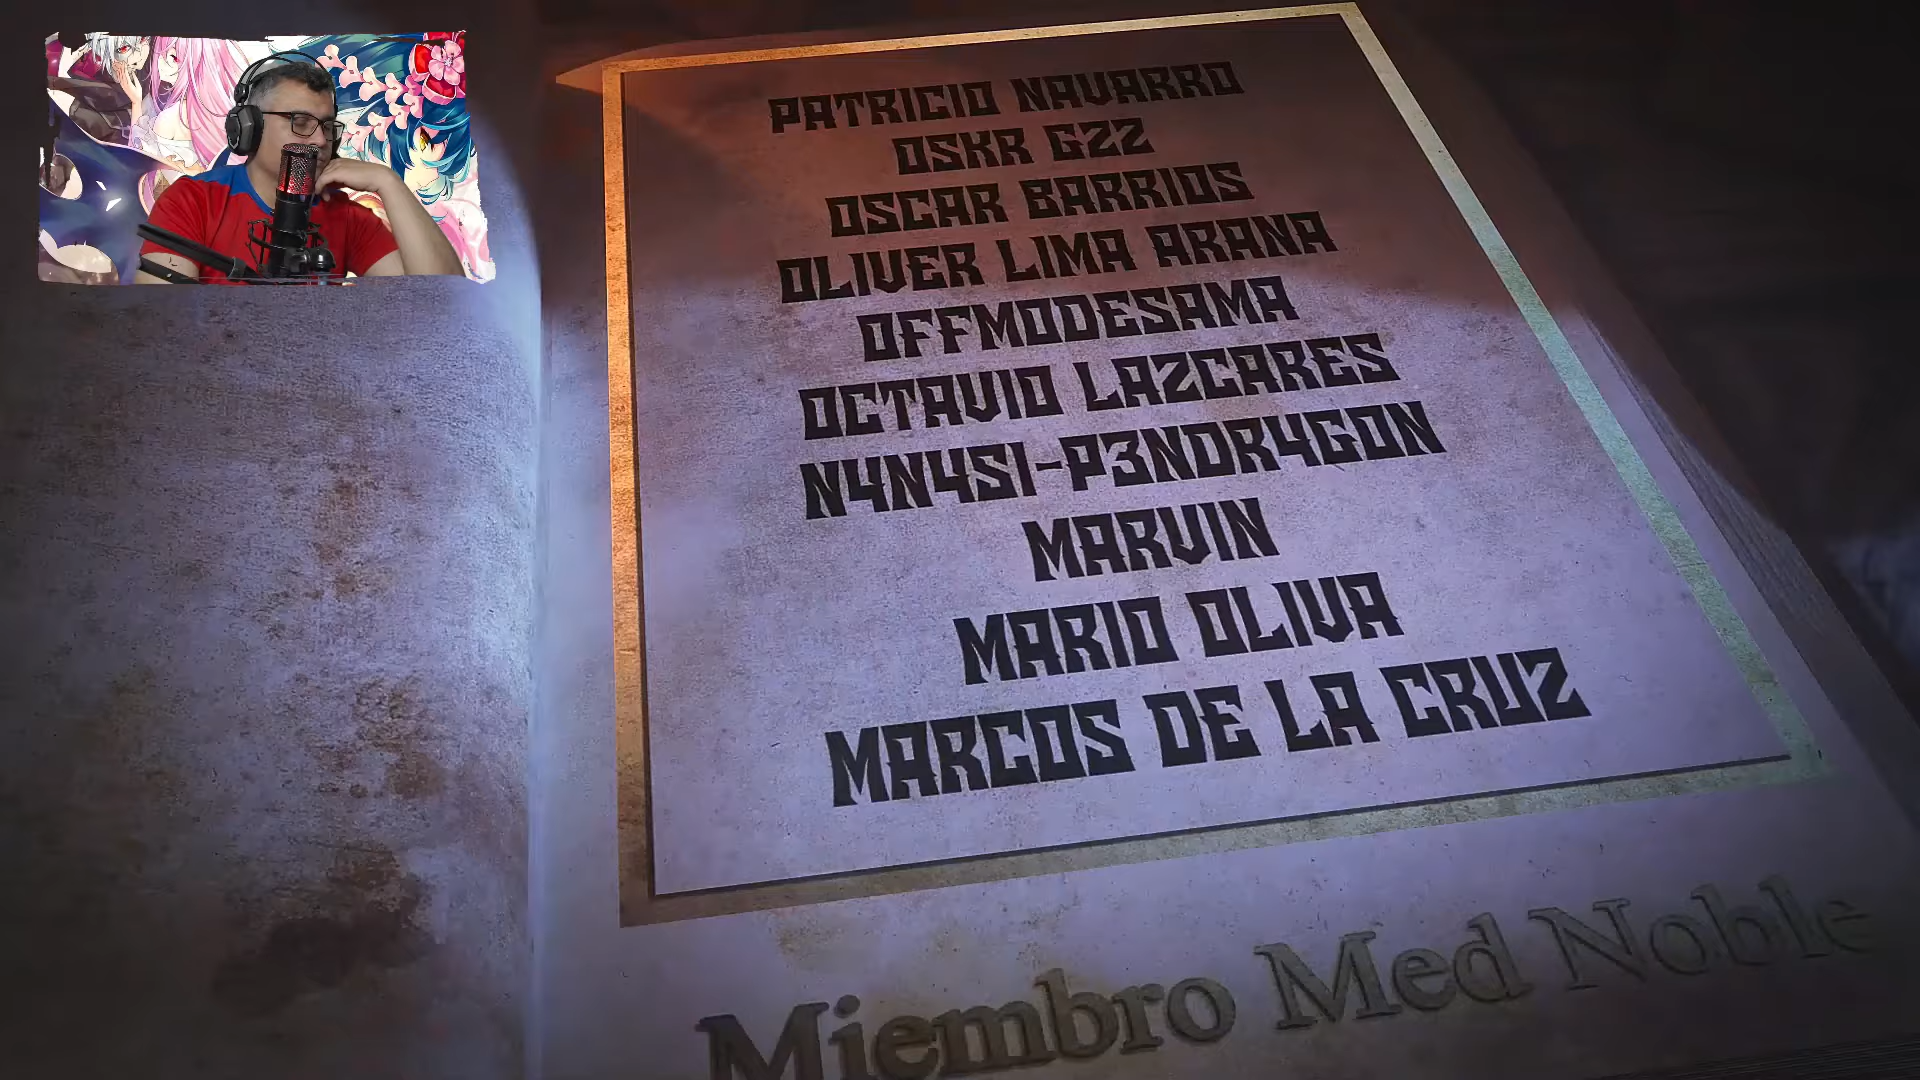 PATRICIO NAVARRO
OSKR GZZ
OSCAR BARRIOS
OLIVER LIMA ARANA
OFFMODESAMA
OCTAVIO LAZCARES
N4N4SI-P3NDR4GON
MARVIN
MARIO OLIVA
MARCOS DE LA CRUZ
Miembro Med Noble